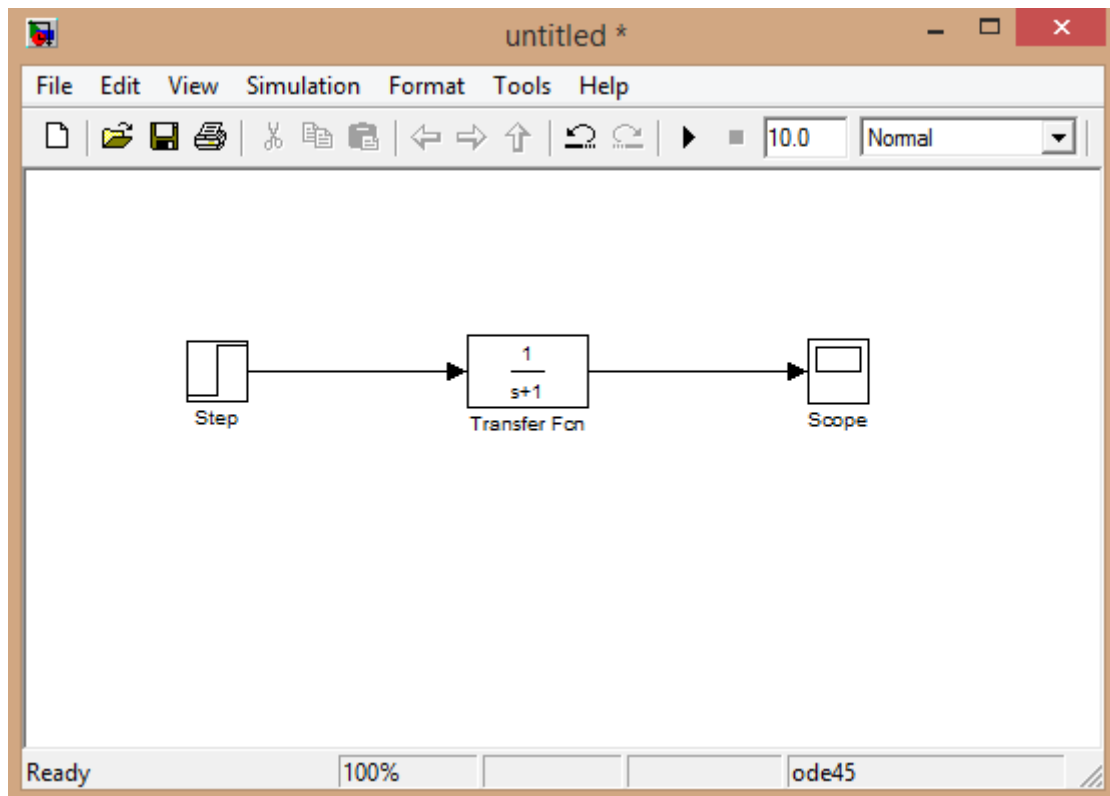 untitled *
File Edit View Simulation Format Tools Help
10.0 Normal
1
s+1
Step
Transfer Fcn
Scope
Ready 100% ode45